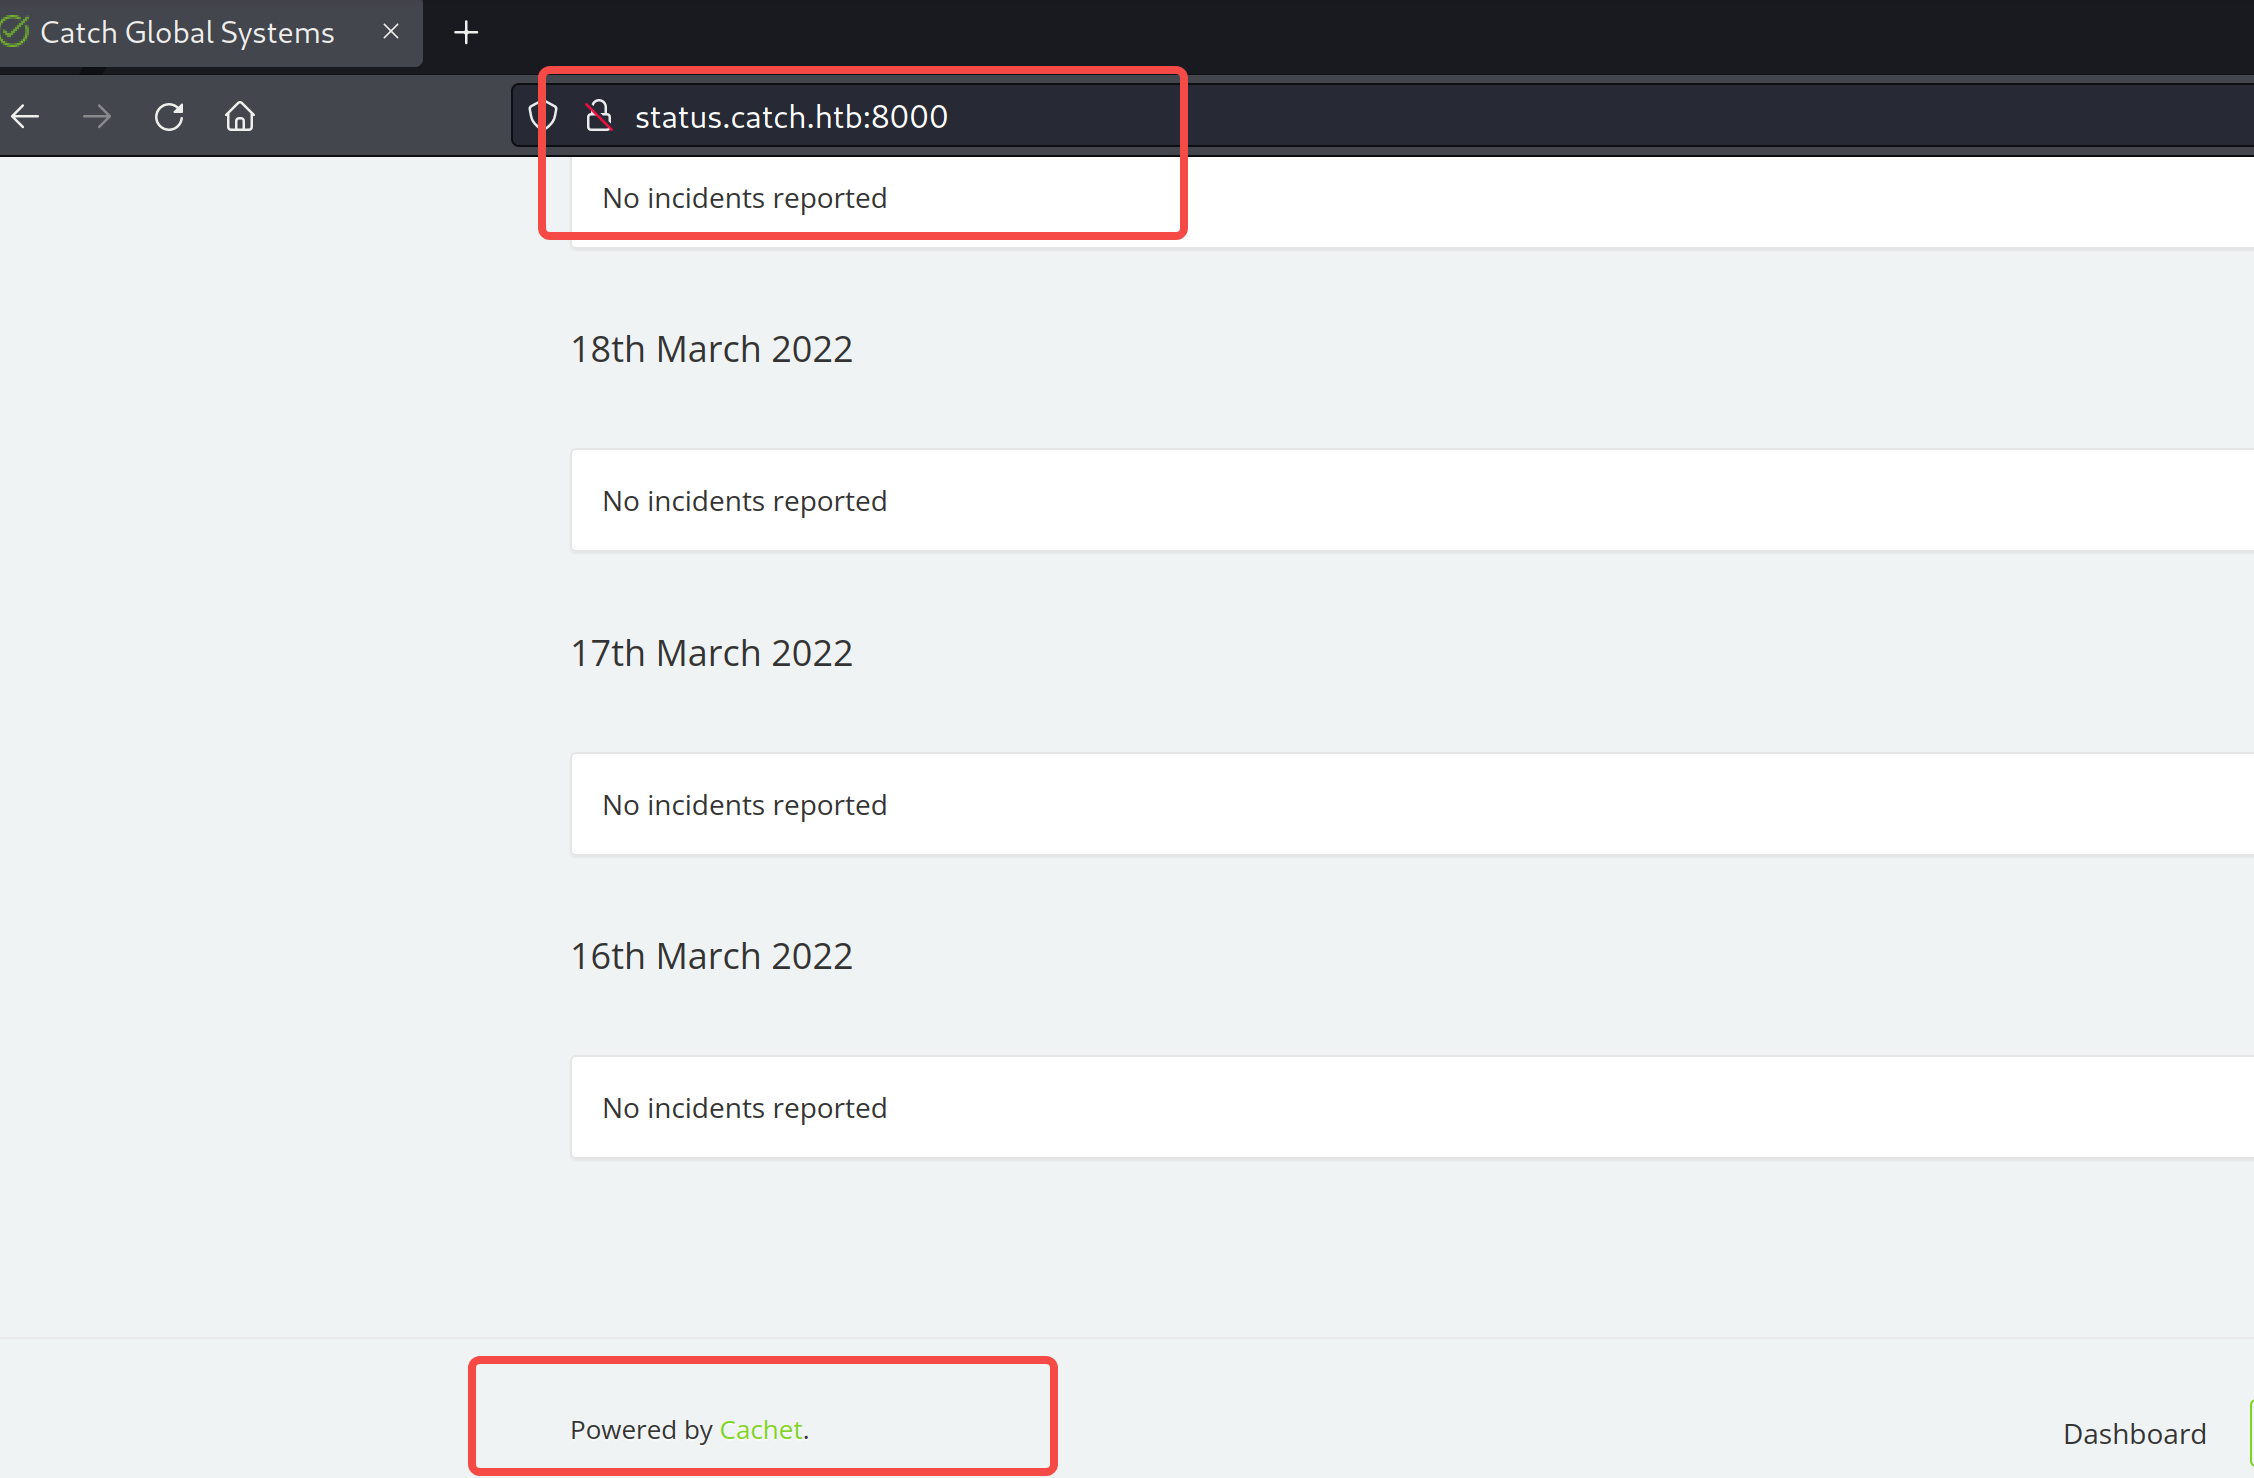 Catch Global Systems
status.catch.htb:8000
No incidents reported
18th March 2022
No incidents reported
17th March 2022
No incidents reported
16th March 2022
No incidents reported
Powered by Cachet.
Dashboard